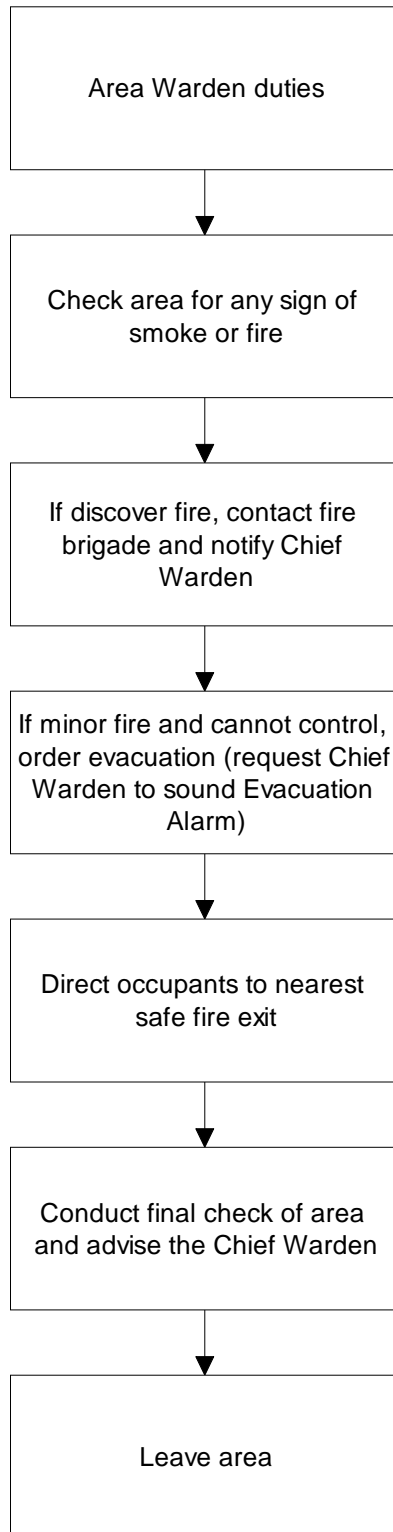 Area Warden duties
Check area for any sign of
smoke or fire
If discover fire, contact fire
brigade and notify Chief
Warden
If minor fire and cannot control,
order evacuation (request Chief
Warden to sound Evacuation
Alarm)
Direct occupants to nearest
safe fire exit
Conduct final check of area
and advise the Chief Warden
Leave area